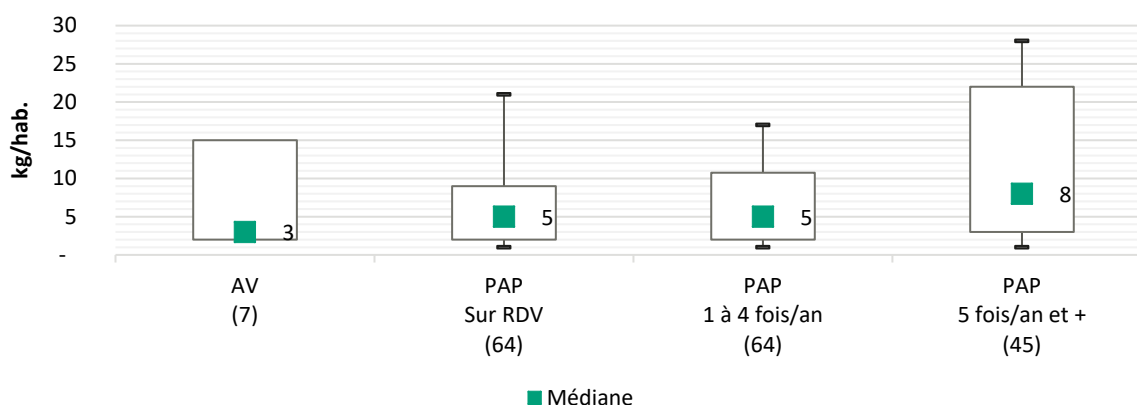 kg/hab.
30
25
20
15
10
5
-
3
5
5
8
AV
(7)
PAP
Sur RDV
(64)
PAP
1 à 4 fois/an
(64)
PAP
5 fois/an et +
(45)
Médiane